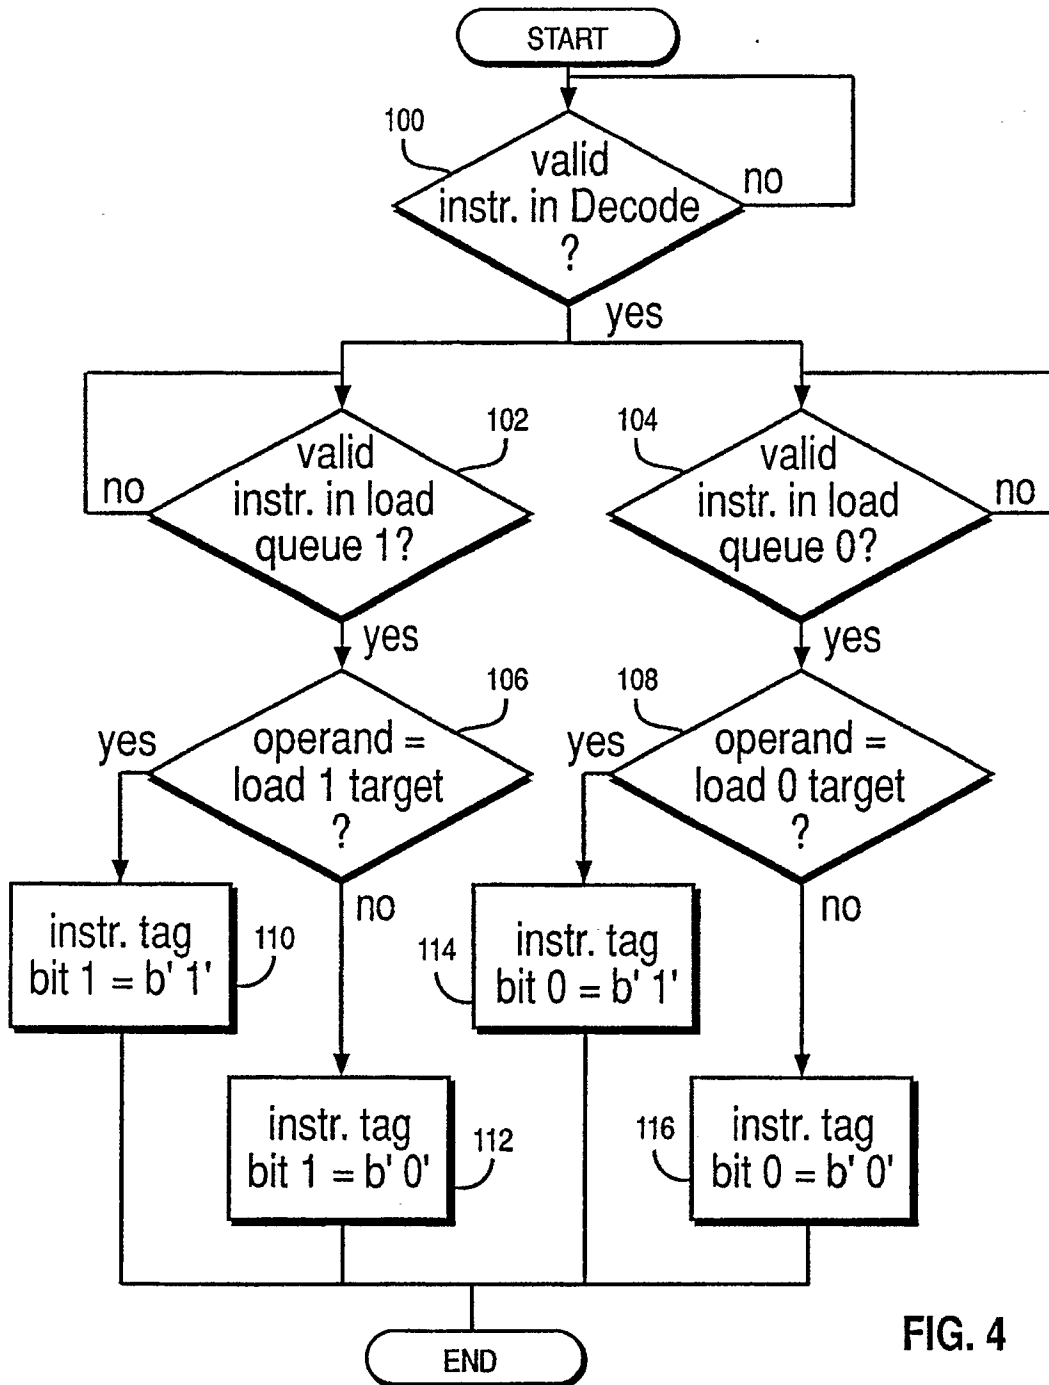 START
100
valid
instr. in Decode
?
no
yes
102
valid
instr. in load
queue 1?
no
yes
104
valid
instr. in load
queue 0?
no
yes
106
operand =
load 1 target
?
yes
no
108
operand =
load 0 target
?
yes
no
instr. tag
bit 1 = b' 1'
110
114
instr. tag
bit 0 = b' 1'
instr. tag
bit 1 = b' 0'
112
116
instr. tag
bit 0 = b' 0'
END
FIG. 4